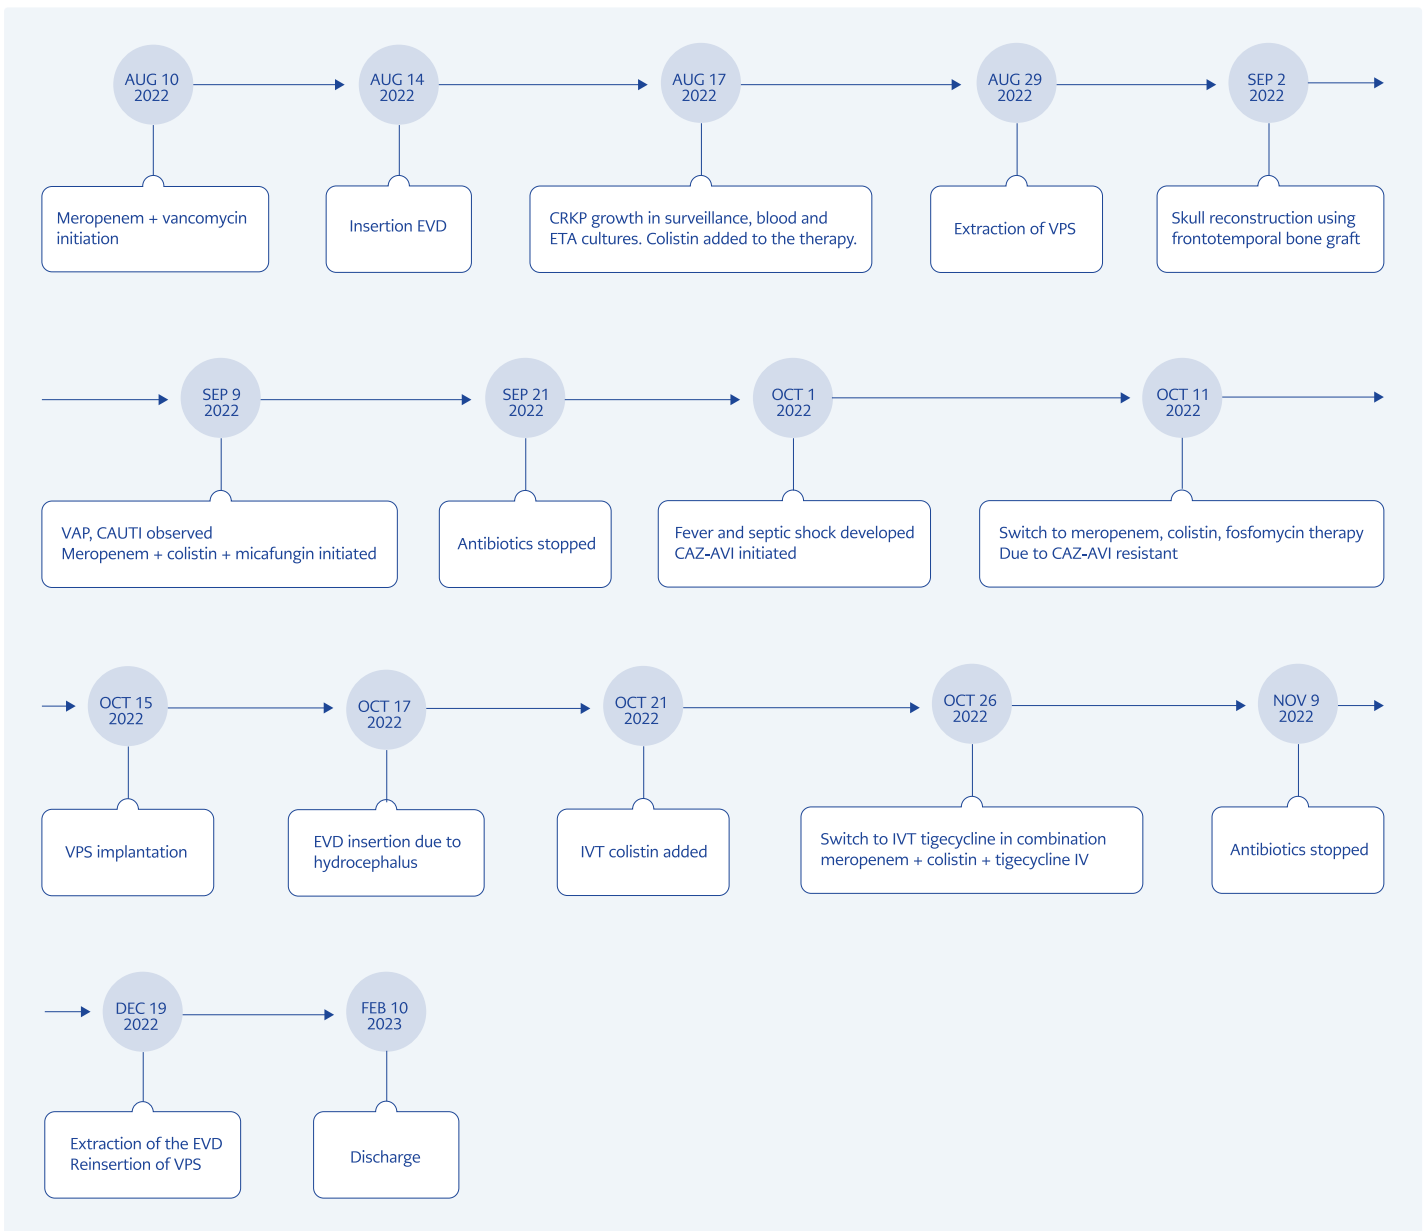 AUG 10
2022
AUG 14
2022
AUG 17
2022
AUG 29
2022
SEP 2
2022
Meropenem + vancomycin
initiation
Insertion EVD
CRKP growth in surveillance, blood and
ETA cultures. Colistin added to the therapy.
Extraction of VPS
Skull reconstruction using
frontotemporal bone graft
SEP 9
2022
SEP 21
2022
OCT 1
2022
OCT 11
2022
VAP, CAUTI observed
Meropenem + colistin + micafungin initiated
Antibiotics stopped
Fever and septic shock developed
CAZ-AVI initiated
Switch to meropenem, colistin, fosfomycin therapy
Due to CAZ-AVI resistant
OCT 15
2022
OCT 17
2022
OCT 21
2022
OCT 26
2022
NOV 9
2022
VPS implantation
EVD insertion due to
hydrocephalus
IVT colistin added
Switch to IVT tigecycline in combination
meropenem + colistin + tigecycline IV
Antibiotics stopped
DEC 19
2022
FEB 10
2023
Extraction of the EVD
Reinsertion of VPS
Discharge